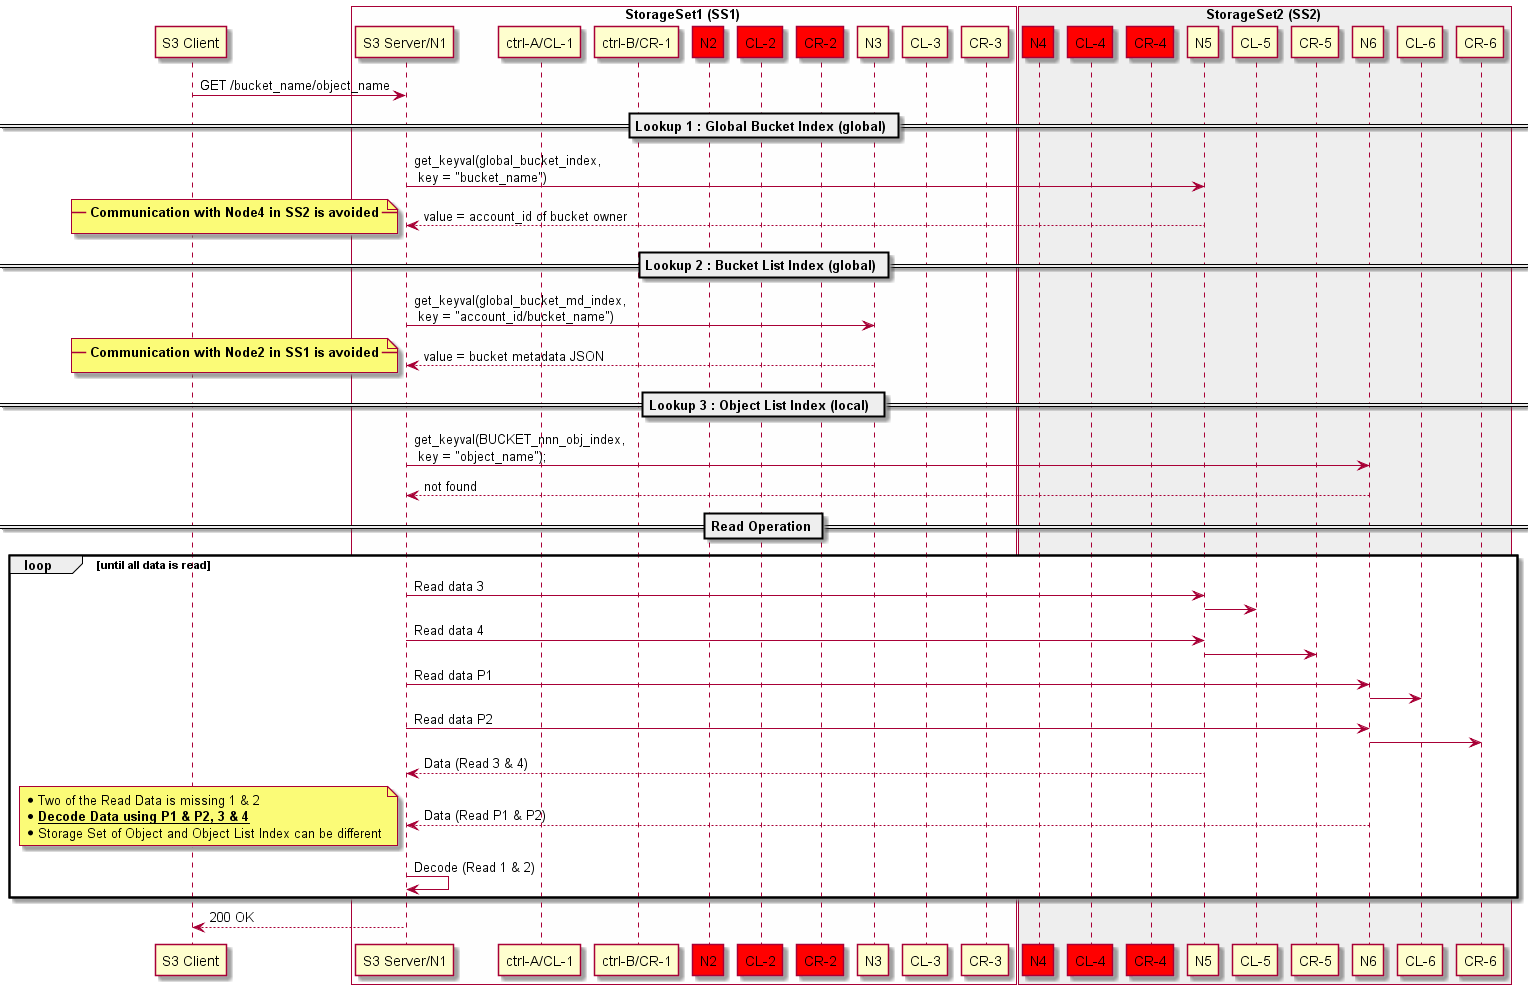 StorageSet1 (SS1)
StorageSet2 (SS2)
S3 Client
S3 Server/N1
ctrl-A/CL-1
ctrl-B/CR-1
N2
CL-2
CR-2
N3
CL-3
CR-3
N4
CL-4
CR-4
N5
CL-5
CR-5
N6
CL-6
CR-6
GET /bucket_name/object_name
Lookup 1 : Global Bucket Index (global)
get_keyval(global_bucket_index,
key = "bucket_name")
Communication with Node4 in SS2 is avoided
value = account_id of bucket owner
Lookup 2 : Bucket List Index (global)
get_keyval(global_bucket_md_index,
key = "account_id/bucket_name")
Communication with Node2 in SS1 is avoided
value = bucket metadata JSON
Lookup 3 : Object List Index (local)
get_keyval(BUCKET_nnn_obj_index,
key = "object_name");
not found
Read Operation
loop [until all data is read]
Read data 3
Read data 4
Read data P1
Read data P2
Data (Read 3 & 4)
• Two of the Read Data is missing 1 & 2
• Decode Data using P1 & P2, 3 & 4
• Storage Set of Object and Object List Index can be different
Data (Read P1 & P2)
Decode (Read 1 & 2)
200 OK
S3 Client
S3 Server/N1
ctrl-A/CL-1
ctrl-B/CR-1
N2
CL-2
CR-2
N3
CL-3
CR-3
N4
CL-4
CR-4
N5
CL-5
CR-5
N6
CL-6
CR-6